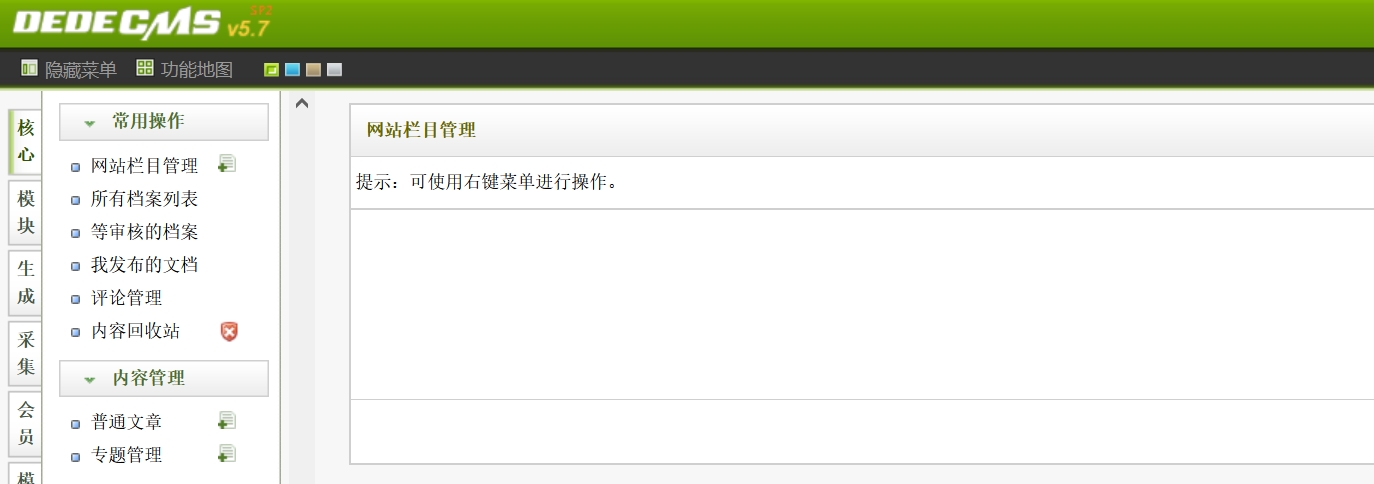 DEDECMS v5.7 SP2
隐藏菜单 功能地图
核心
模块
生成
采集
会员
模
常用操作
网站栏目管理
所有档案列表
等审核的档案
我发布的文档
评论管理
内容回收站
内容管理
普通文章
专题管理
网站栏目管理
提示：可使用右键菜单进行操作。